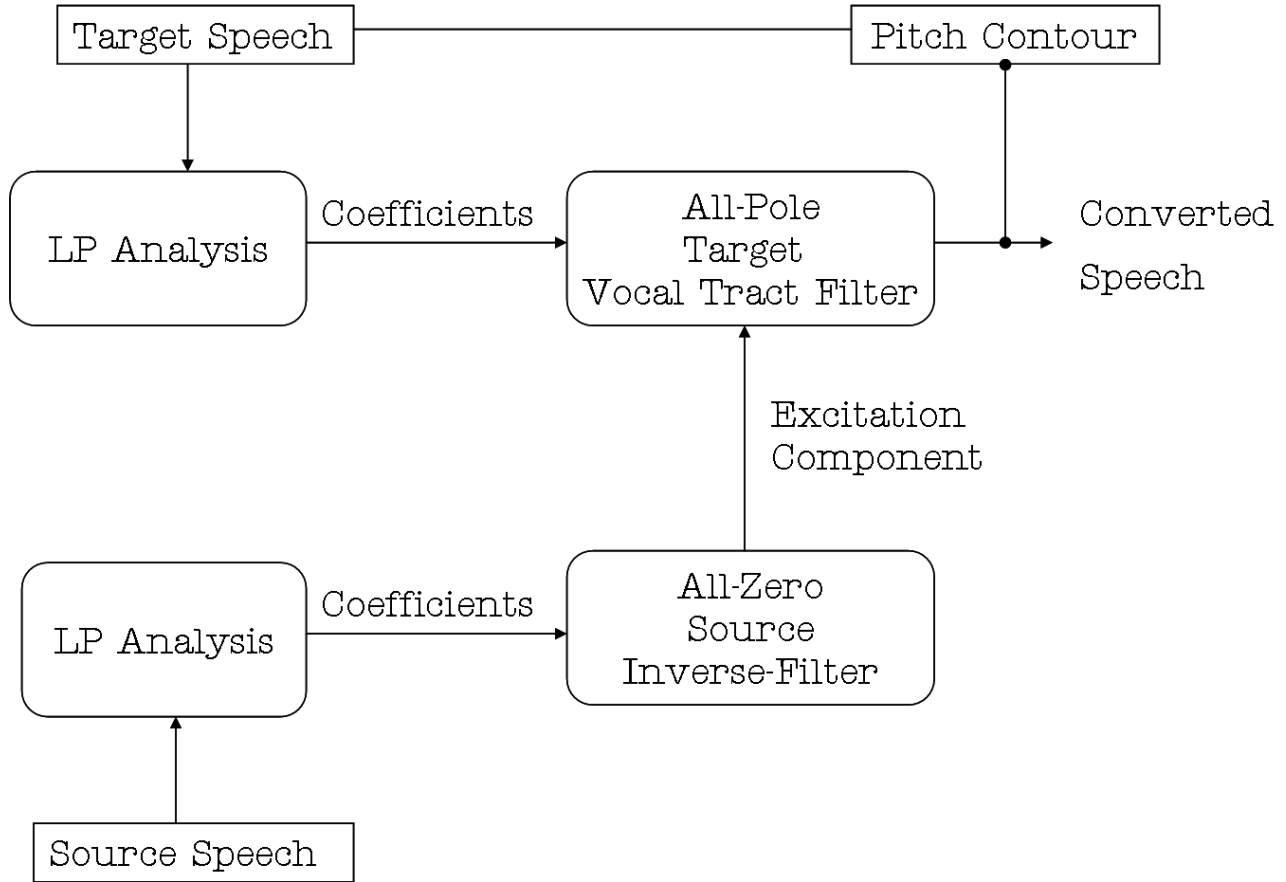 Target Speech
Pitch Contour
LP Analysis
Coefficients
All-Pole
Target
Vocal Tract Filter
Converted
Speech
Excitation
Component
LP Analysis
Coefficients
All-Zero
Source
Inverse-Filter
Source Speech